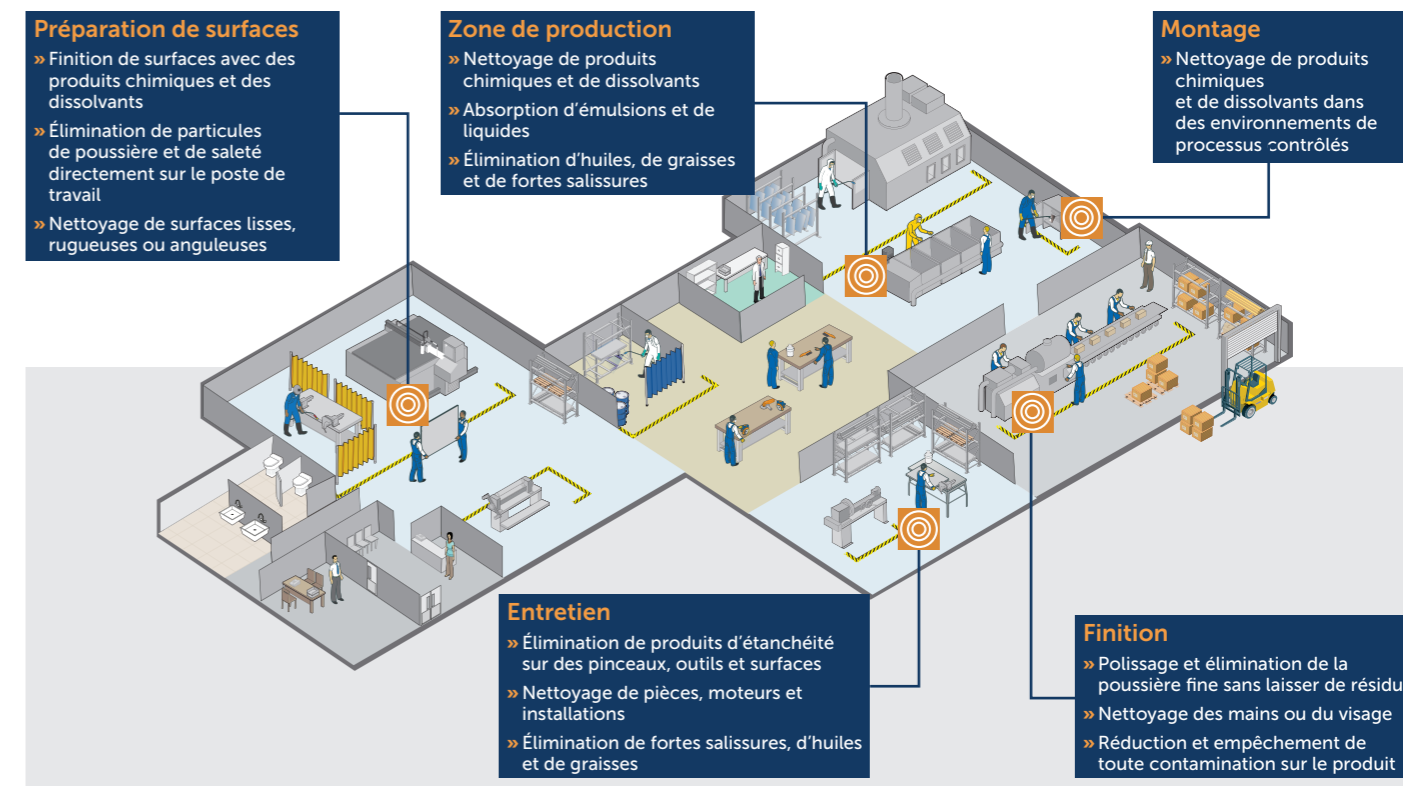 Préparation de surfaces
» Finition de surfaces avec des
produits chimiques et des
dissolvants
» Élimination de particules
de poussière et de saleté
directement sur le poste de
travail
» Nettoyage de surfaces lisses,
rugueuses ou anguleuses
Zone de production
» Nettoyage de produits
chimiques et de dissolvants
» Absorption d'émulsions et de
liquides
» Élimination d'huiles, de graisses
et de fortes salissures
Montage
» Nettoyage de produits
chimiques
et de dissolvants dans
des environnements de
processus contrôlés
Entretien
» Élimination de produits d'étanchéité
sur des pinceaux, outils et surfaces
» Nettoyage de pièces, moteurs et
installations
» Élimination de fortes salissures, d'huiles
et de graisses
Finition
» Polissage et élimination de la
poussière fine sans laisser de résidu
» Nettoyage des mains ou du visage
» Réduction et empêchement de
toute contamination sur le produit